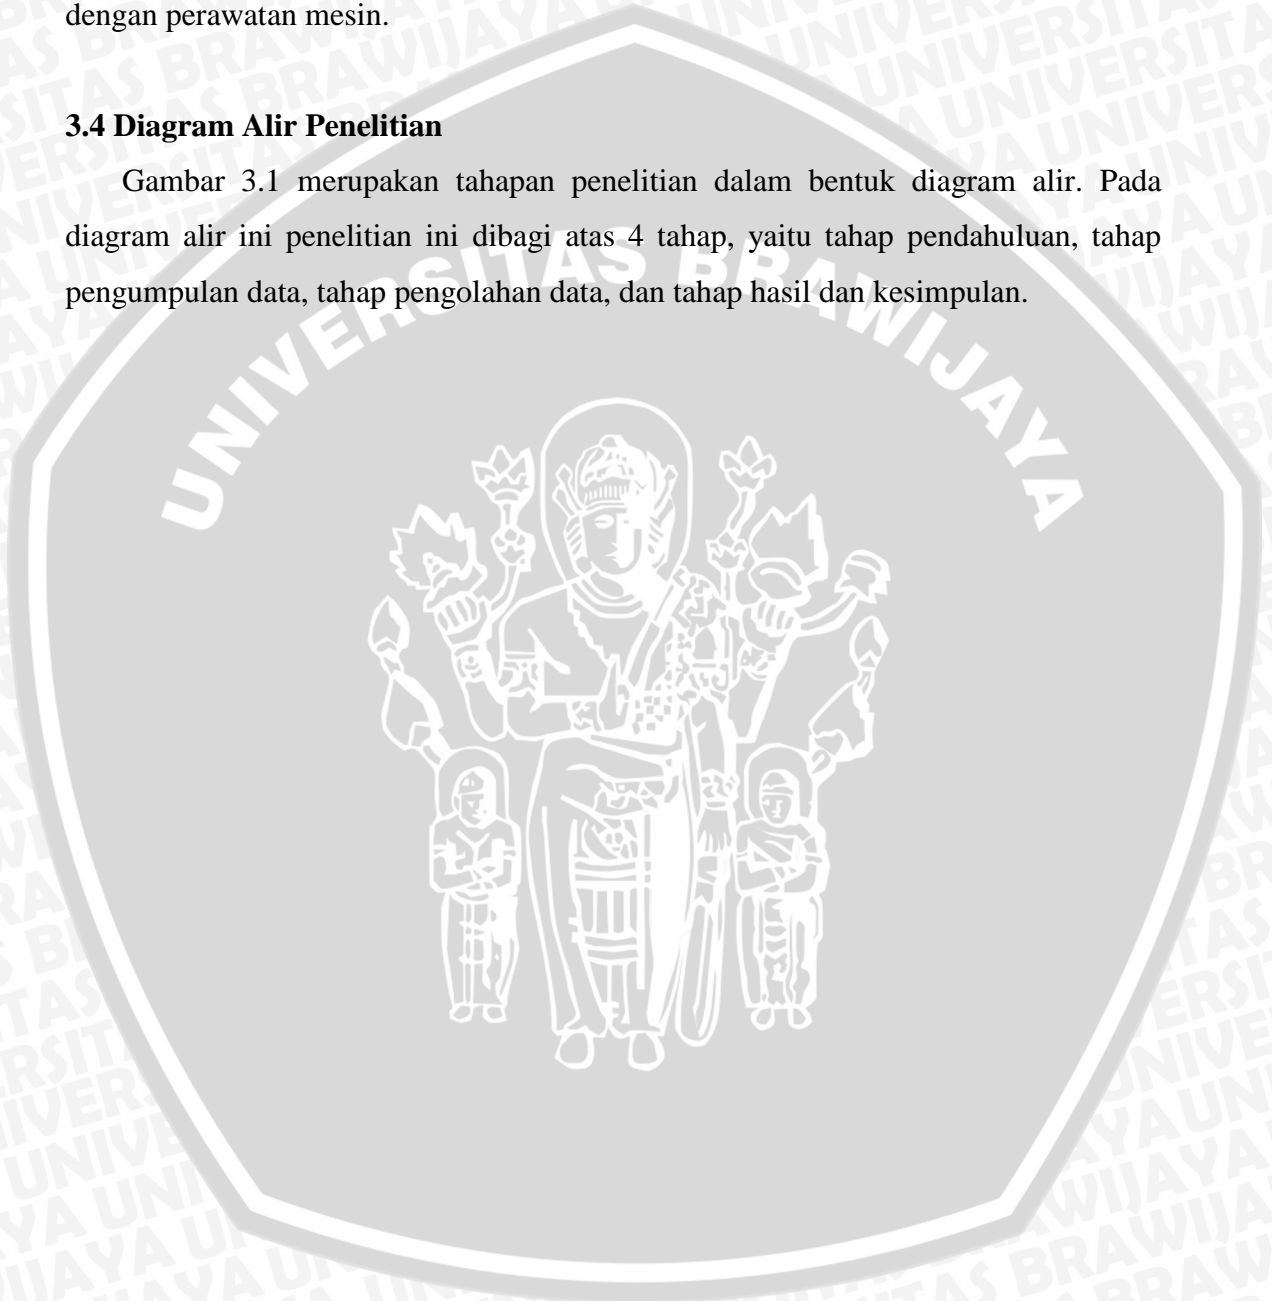 dengan perawatan mesin.
3.4 Diagram Alir Penelitian
Gambar 3.1 merupakan tahapan penelitian dalam bentuk diagram alir. Pada
diagram alir ini penelitian ini dibagi atas 4 tahap, yaitu tahap pendahuluan, tahap
pengumpulan data, tahap pengolahan data, dan tahap hasil dan kesimpulan.
UNIVERSITAS BRAWIJAYA